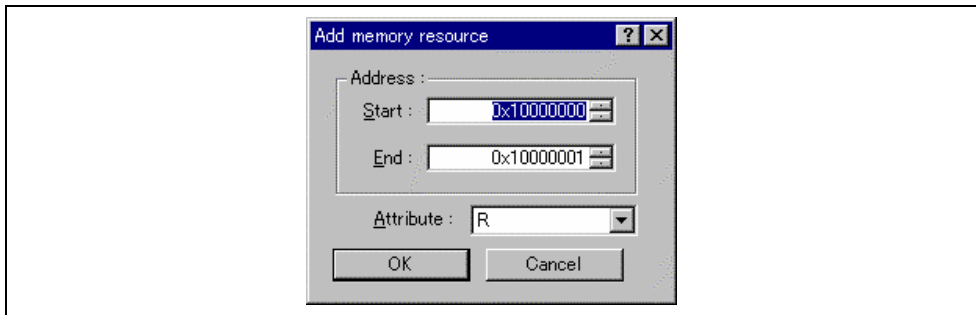 Add memory resource
Address :
Start : 0x10000000
End : 0x10000001
Attribute : R
OK Cancel